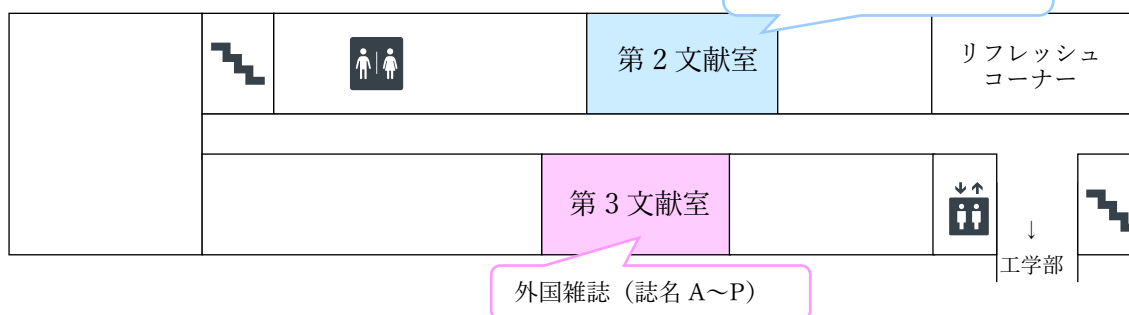 第2文献室
リフレッシュ
コーナー
第3文献室
↓
工学部
外国雑誌（誌名 A～P）